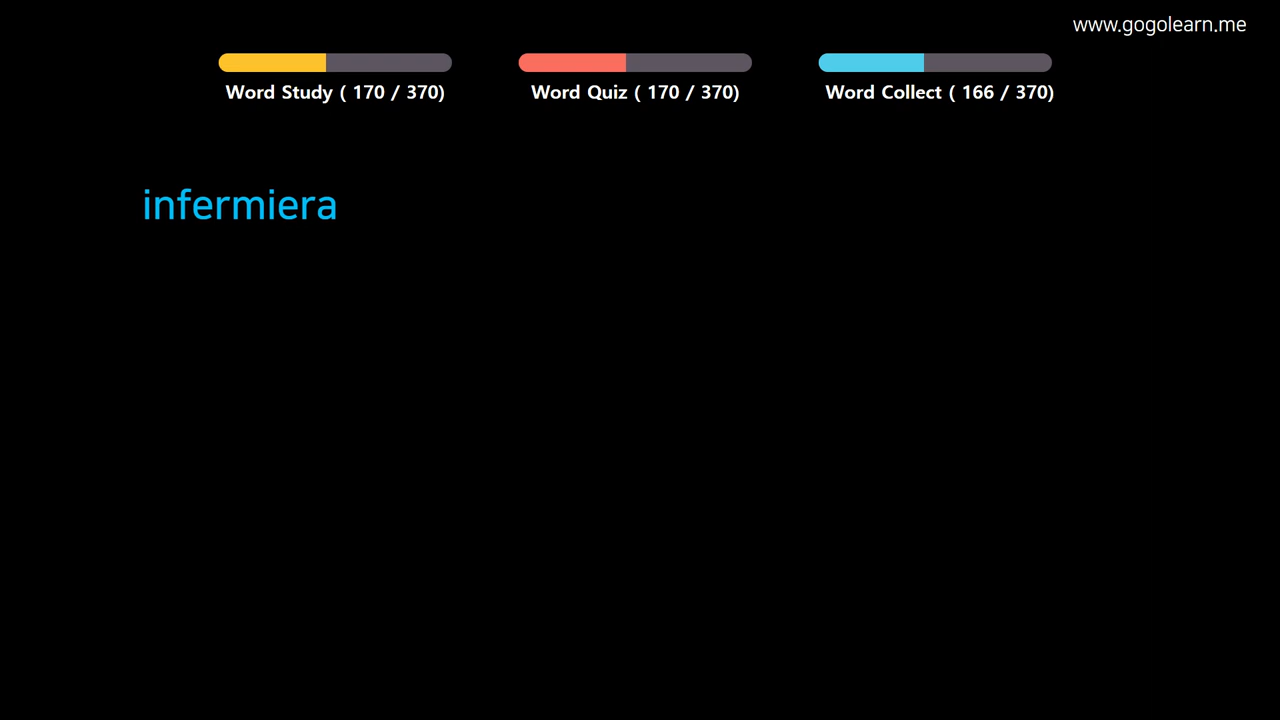 www.gogolearn.me
Word Study ( 170 / 370)
Word Quiz ( 170 / 370)
Word Collect ( 166 / 370)
infermiera